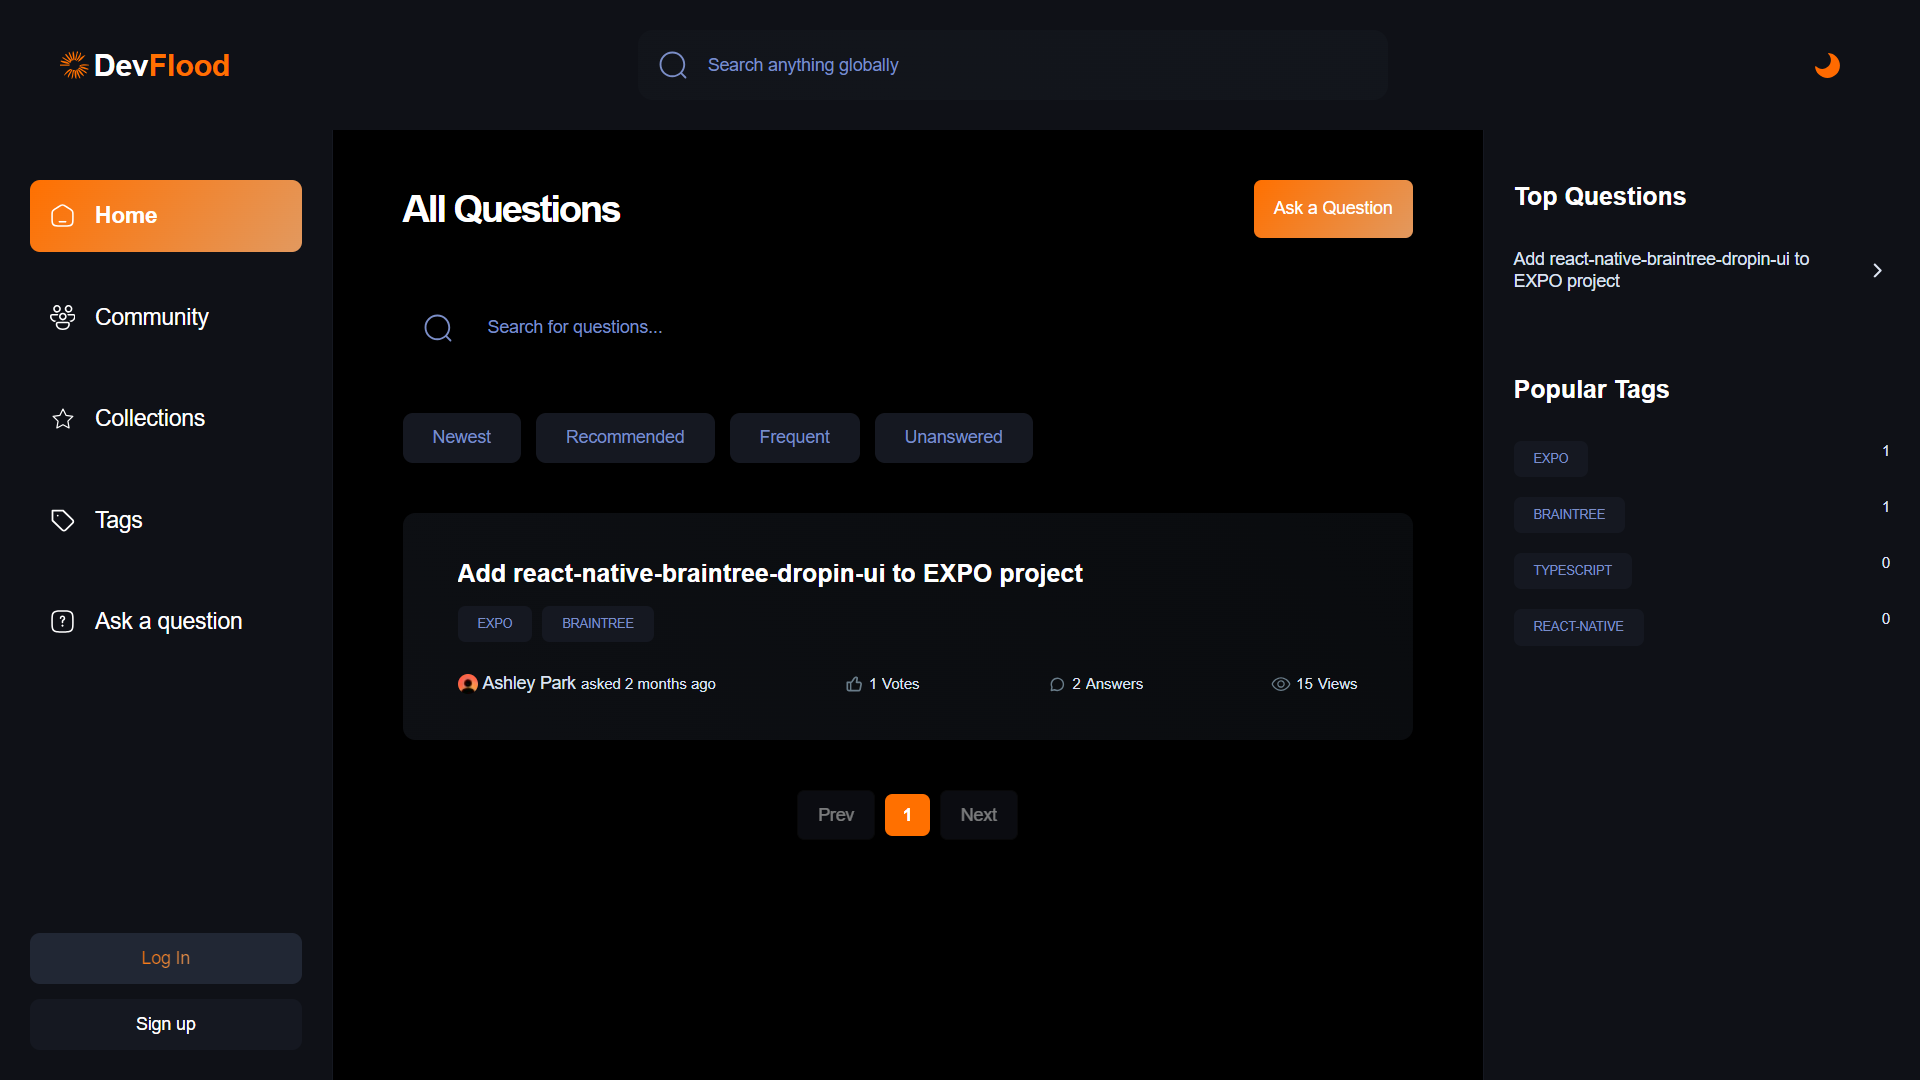 DevFlood
Search anything globally
Home
Community
Collections
Tags
Ask a question
Log In
Sign up
All Questions
Ask a Question
Search for questions...
Newest
Recommended
Frequent
Unanswered
Add react-native-braintree-dropin-ui to EXPO project
EXPO
BRAINTREE
Ashley Park asked 2 months ago
1 Votes
2 Answers
15 Views
Prev
1
Next
Top Questions
Add react-native-braintree-dropin-ui to
EXPO project
Popular Tags
EXPO 1
BRAINTREE 1
TYPESCRIPT 0
REACT-NATIVE 0